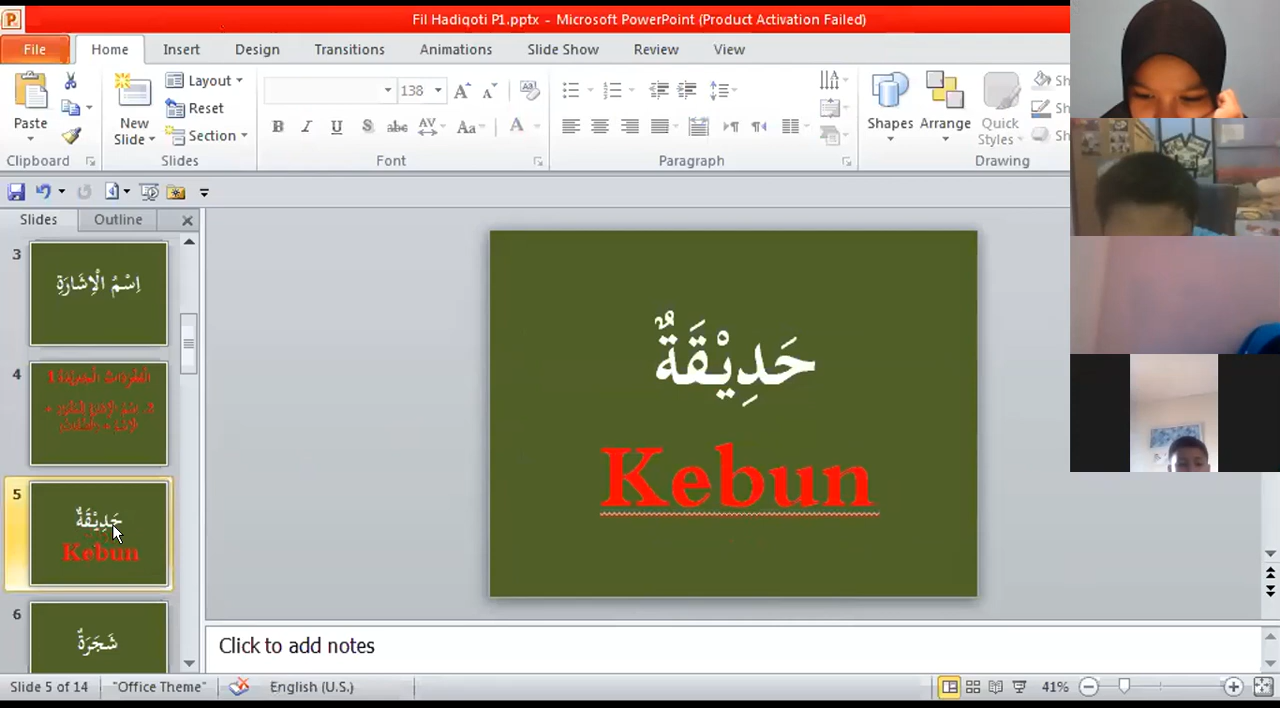 Fil Hadiqoti P1.pptx - Microsoft PowerPoint (Product Activation Failed)
File Home Insert Design Transitions Animations Slide Show Review View
Paste
New Slide
Layout
Reset
Section
138
Shapes
Arrange
Quick Styles
Sh
Sh
Sh
Clipboard Slides Font Paragraph Drawing
Slides Outline
3
اِسْمُ الْاِشَارَةِ
4
5
حَدِيْقَةٌ
Kebun
6
شَجَرَةٌ
حَدِيْقَةٌ
Kebun
Click to add notes
Slide 5 of 14 "Office Theme" English (U.S.) 41%